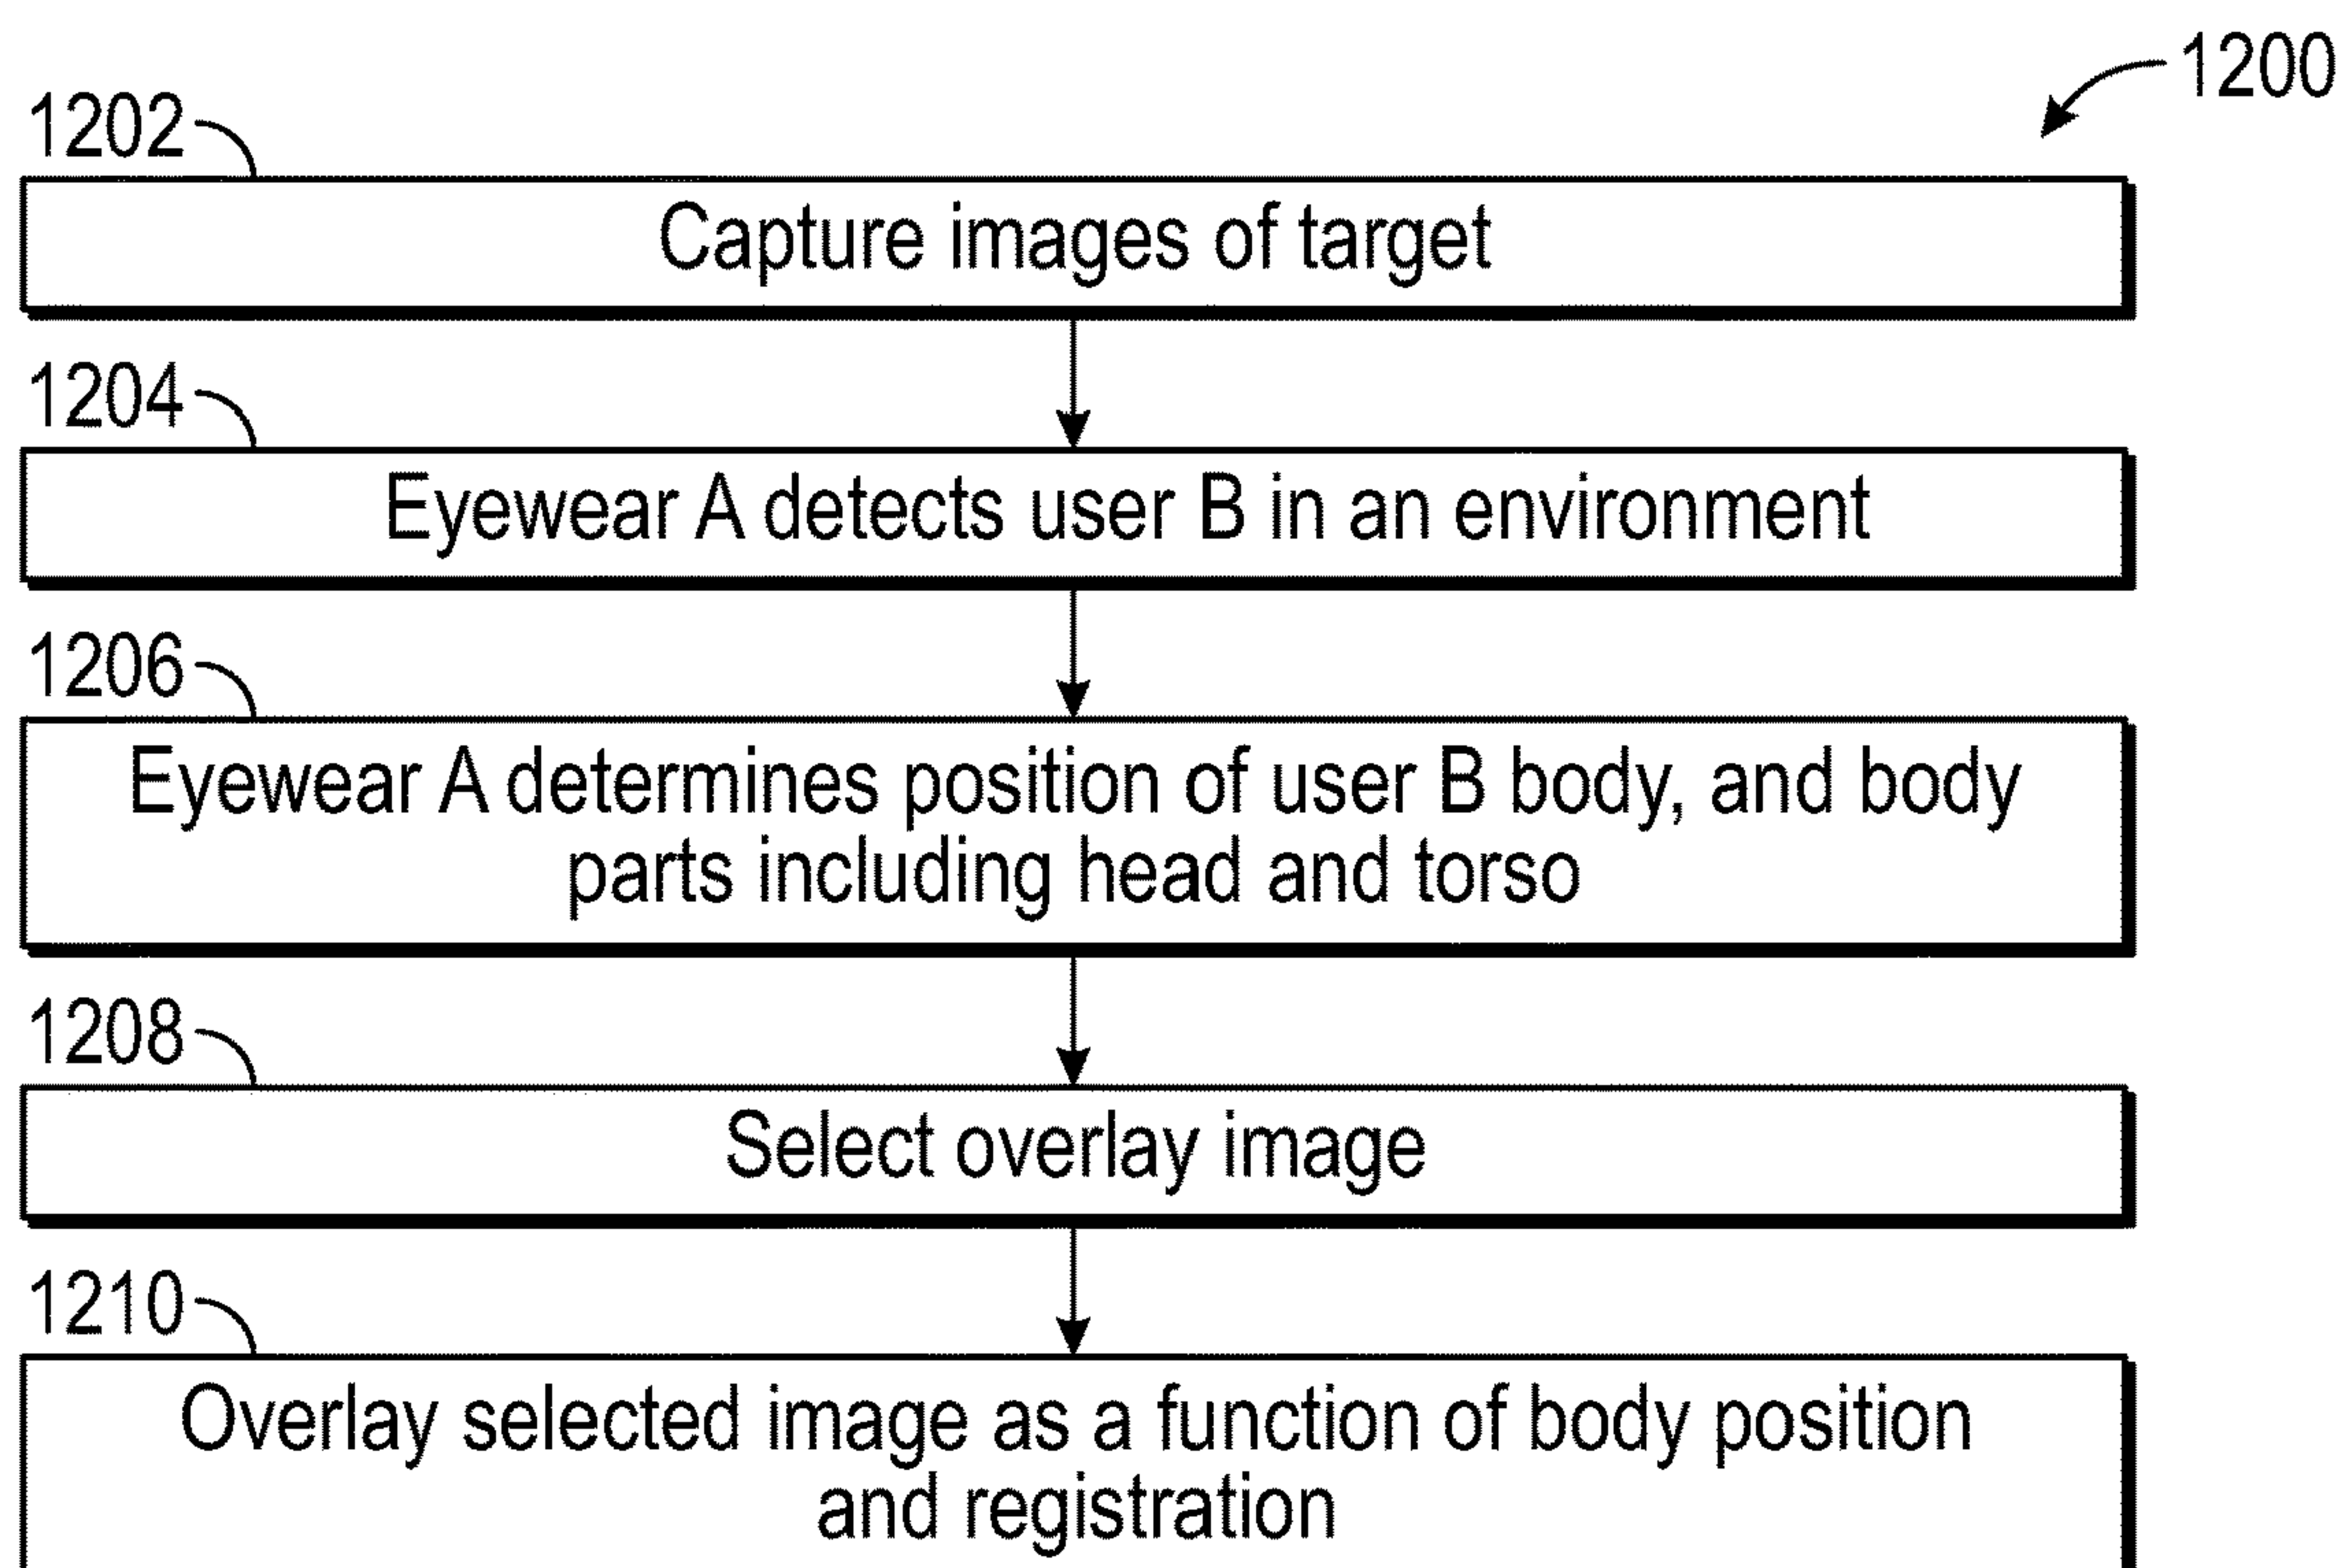 1200
1202
Capture images of target
1204
Eyewear A detects user B in an environment
1206
Eyewear A determines position of user B body, and body
parts including head and torso
1208
Select overlay image
1210
Overlay selected image as a function of body position
and registration